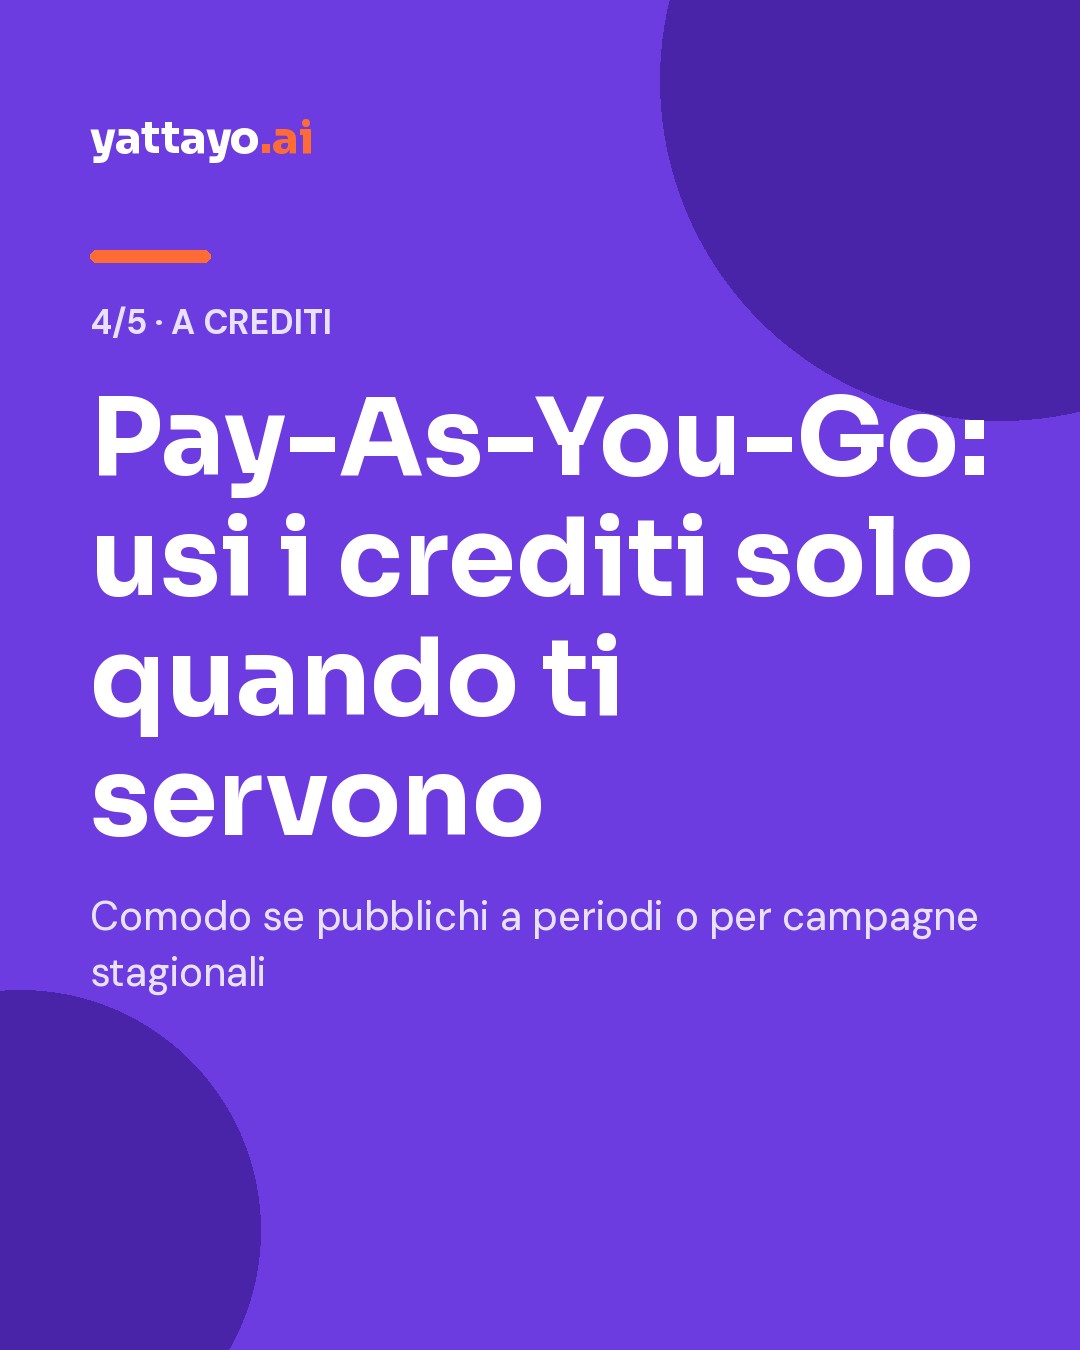 yattayo.ai
4/5 · A CREDITI
Pay-As-You-Go:
usi i crediti solo
quando ti
servono
Comodo se pubblichi a periodi o per campagne
stagionali